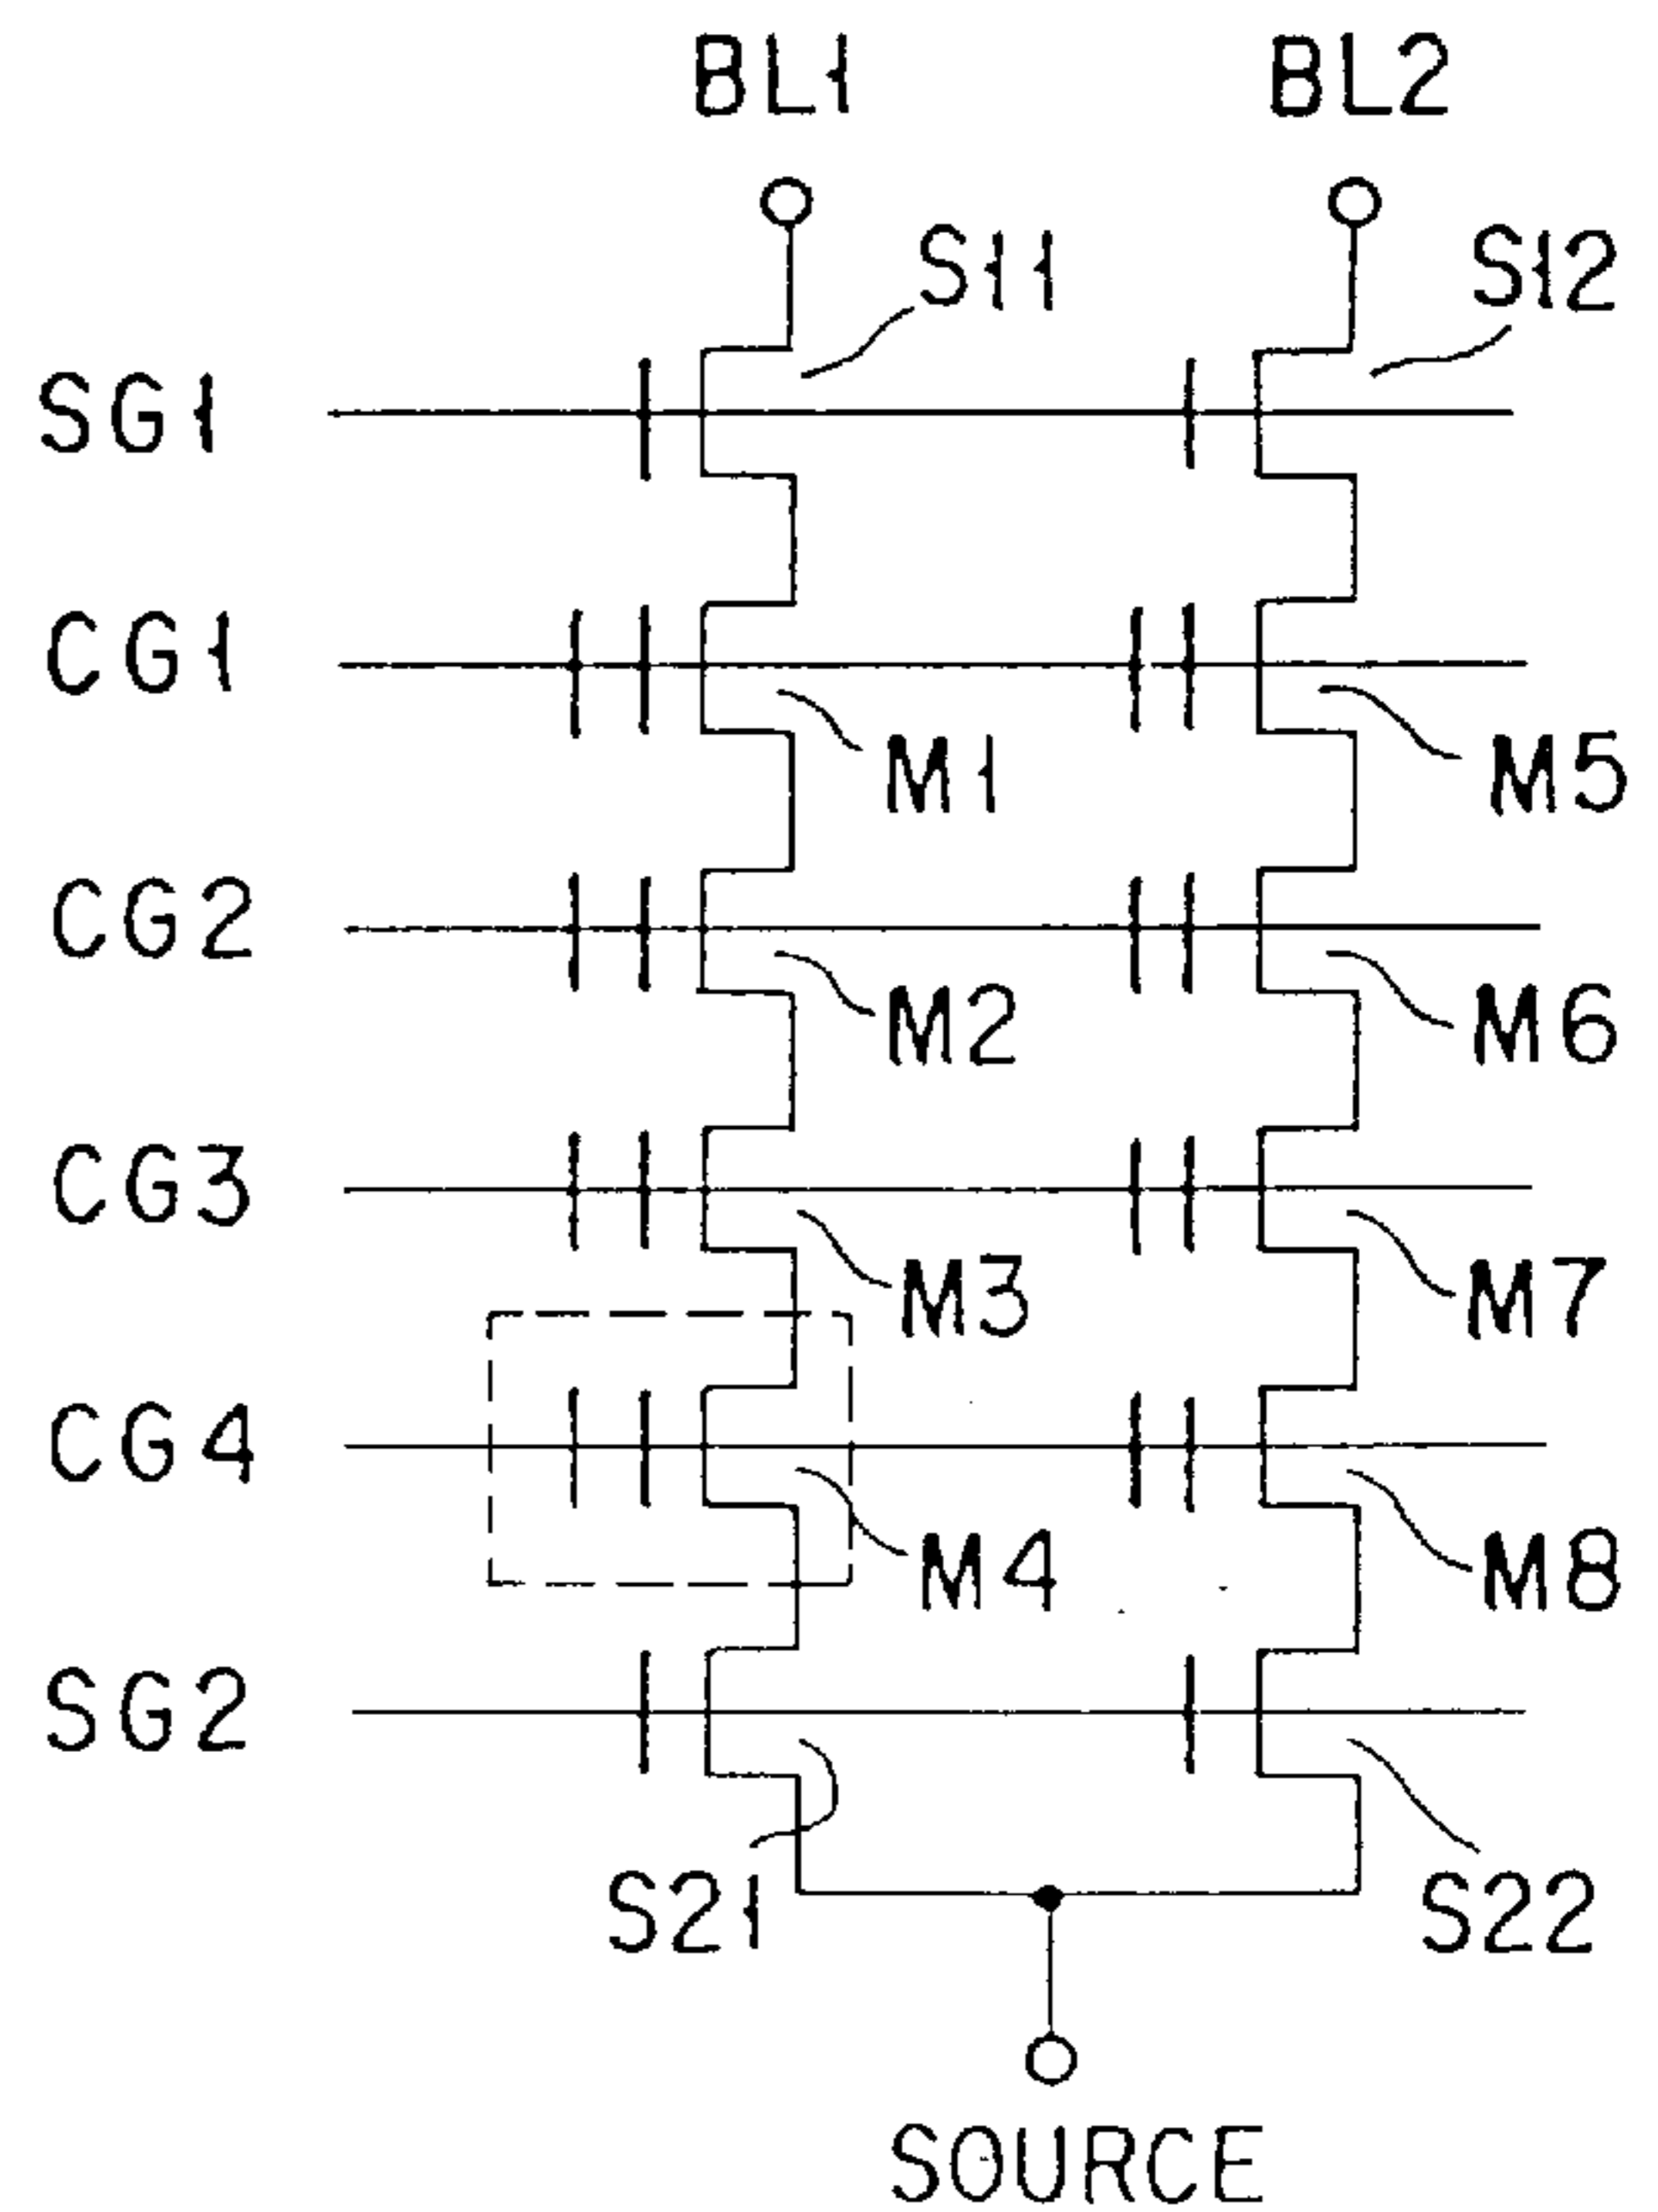 BL1 BL2
S11 S12
SG1
CG1
M1 M5
CG2
M2 M6
CG3
M3 M7
CG4
M4 M8
SG2
S21 S22
SOURCE